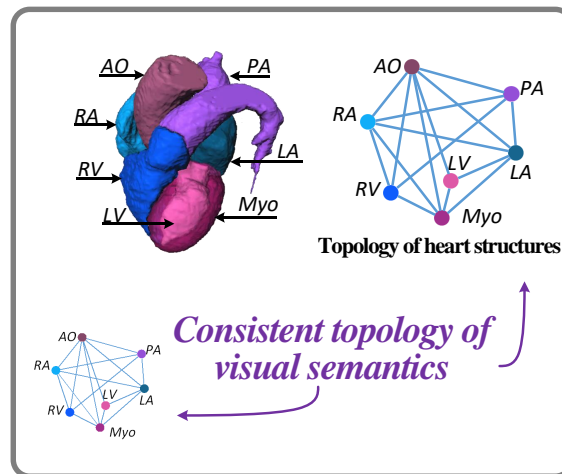 AO
PA
RA
LA
RV
LV
Myo
AO
PA
RA
LV
LA
RV
Myo
Topology of heart structures
Consistent topology of
visual semantics
AO
PA
RA
LV
LA
RV
Myo